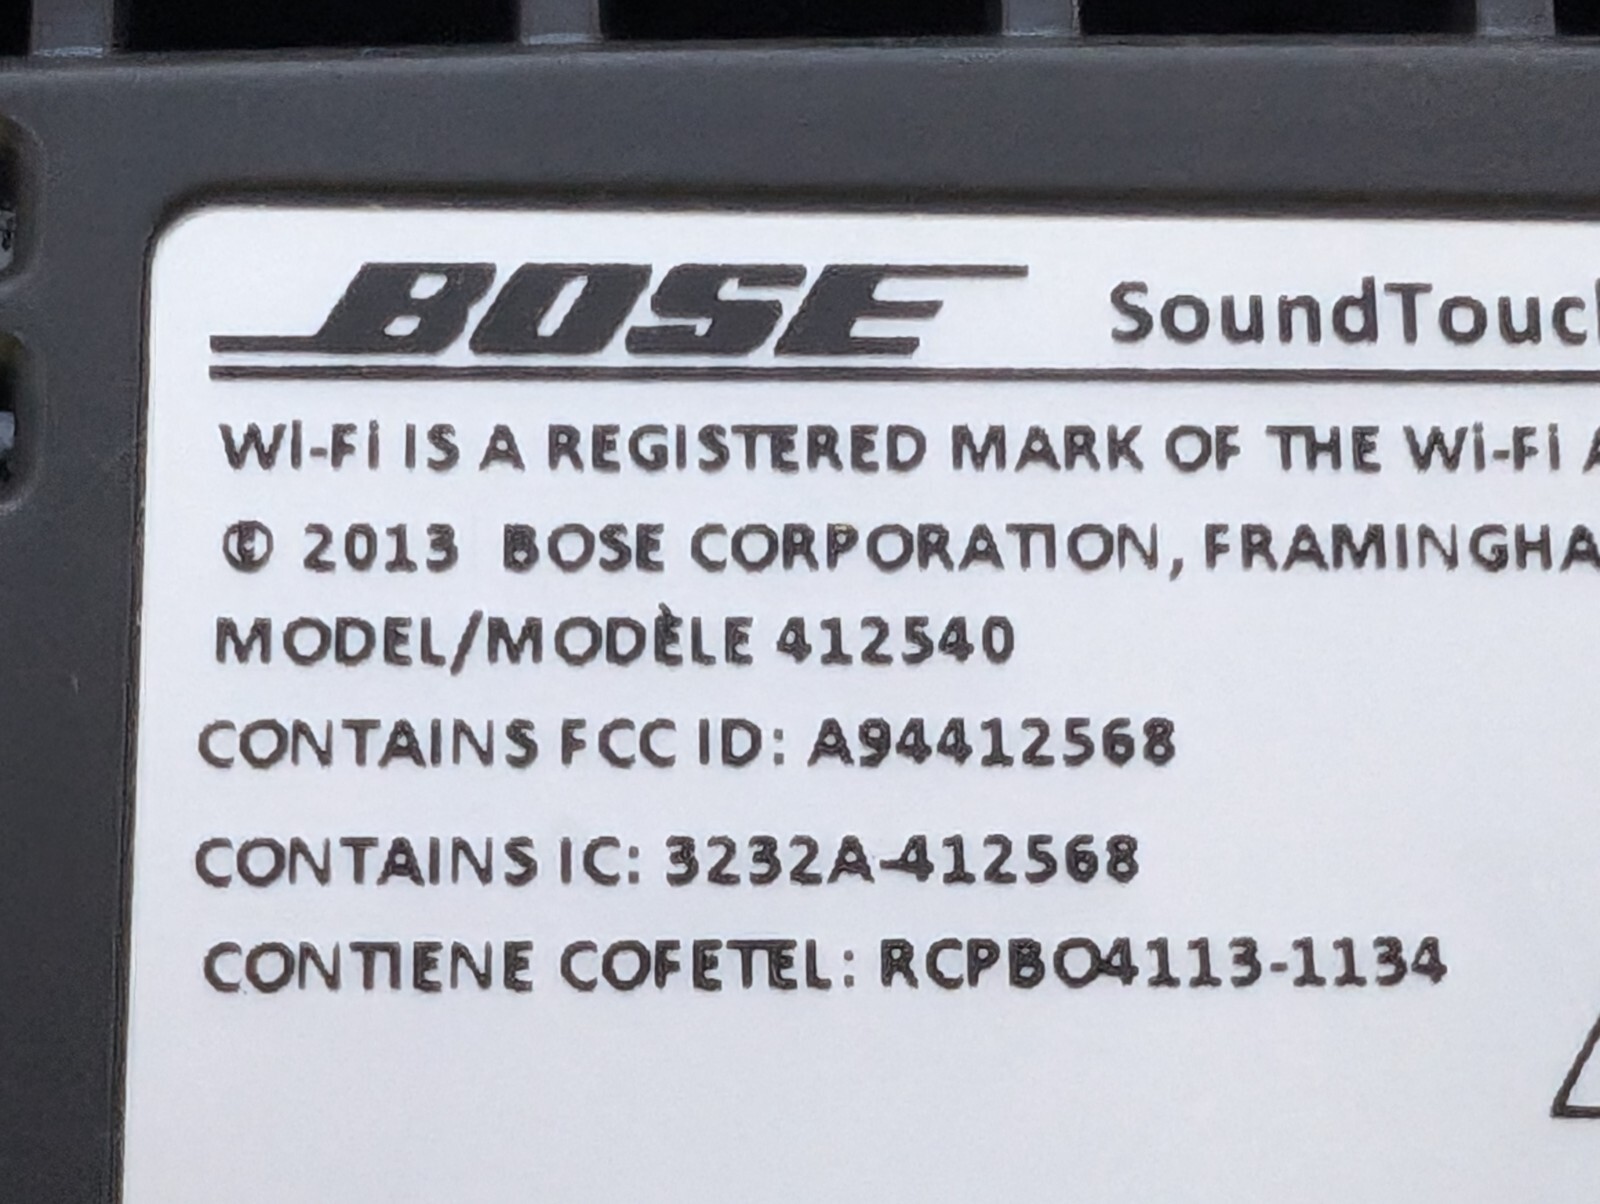 BOSE SoundTouch
Wi-Fi IS A REGISTERED MARK OF THE Wi-Fi A
© 2013 BOSE CORPORATION, FRAMINGHA
MODEL/MODÈLE 412540
CONTAINS FCC ID: A94412568
CONTAINS IC: 3232A-412568
CONTIENE COFETEL: RCPBO4113-1134